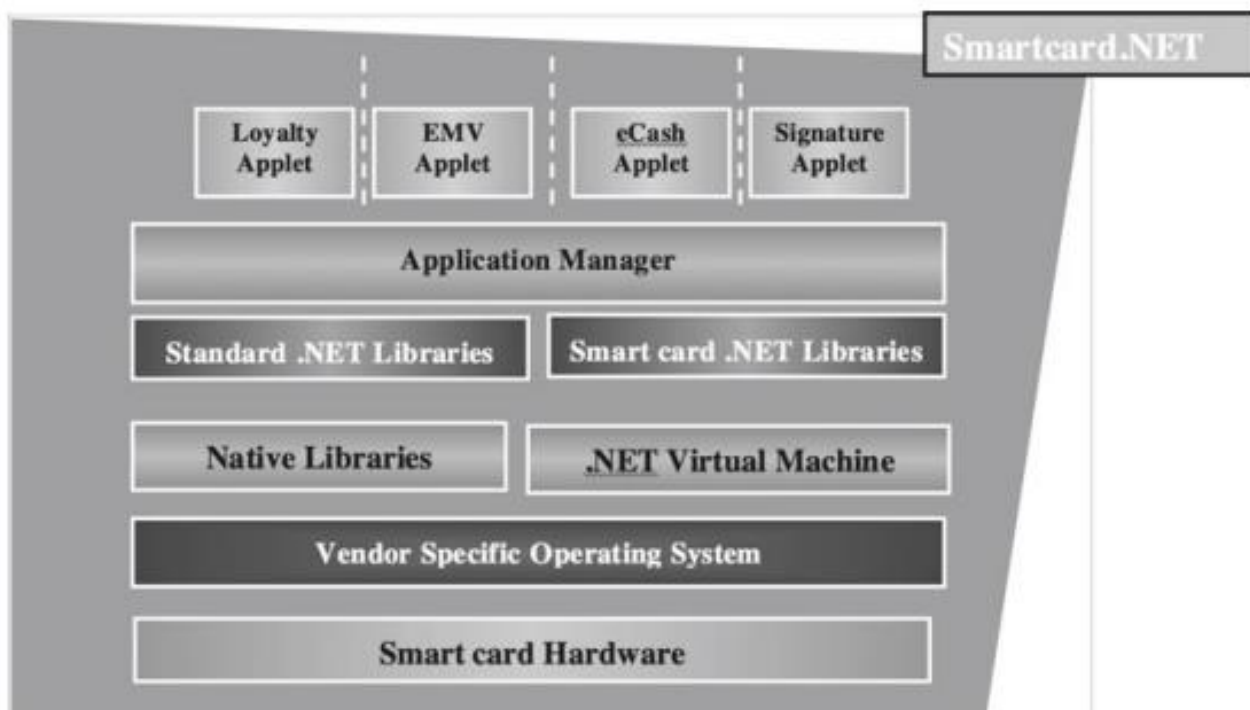 Smartcard.NET
Loyalty
Applet
EMV
Applet
eCash
Applet
Signature
Applet
Application Manager
Standard .NET Libraries
Smart card .NET Libraries
Native Libraries
.NET Virtual Machine
Vendor Specific Operating System
Smart card Hardware